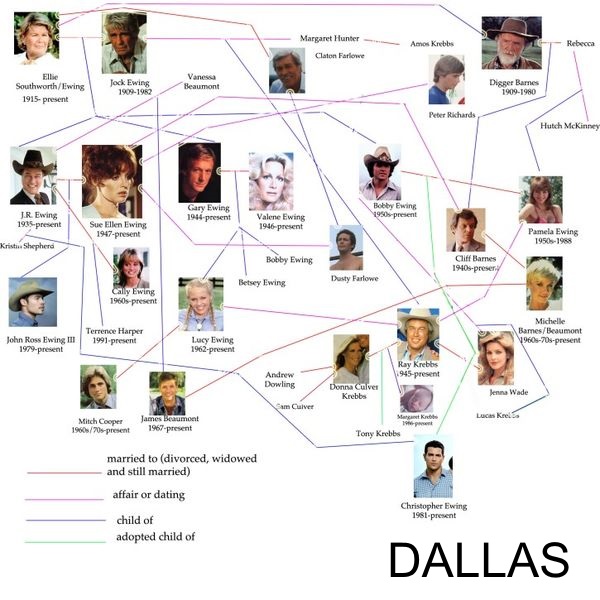 Margaret Hunter
Amos Krebbs
Rebecca
Claton Farlowe
Ellie
Southworth/Ewing
1915- present
Jock Ewing
1909-1982
Vanessa
Beaumont
Digger Barnes
1909-1980
Peter Richards
Hutch McKinney
J.R. Ewing
1935-present
Sue Ellen Ewing
1947-present
Gary Ewing
1944-present
Valene Ewing
1946-present
Bobby Ewing
1950s-present
Cliff Barnes
1940s-present
Pamela Ewing
1950s-1988
Kristin Shepherd
Bobby Ewing
Dusty Farlowe
Betsey Ewing
Cally Ewing
1960s-present
John Ross Ewing III
1979-present
Terrence Harper
1991-present
Lucy Ewing
1962-present
Michelle
Barnes/Beaumont
1960s-70s-present
Ray Krebbs
1945-present
Andrew
Dowling
Donna Culver
Krebbs
Jenna Wade
Sam Culver
Margaret Krebbs
1986-present
Lucas Krebbs
Mitch Cooper
1960s/70s-present
James Beaumont
1967-present
Tony Krebbs
married to (divorced, widowed
and still married)
affair or dating
child of
adopted child of
Christopher Ewing
1981-present
DALLAS